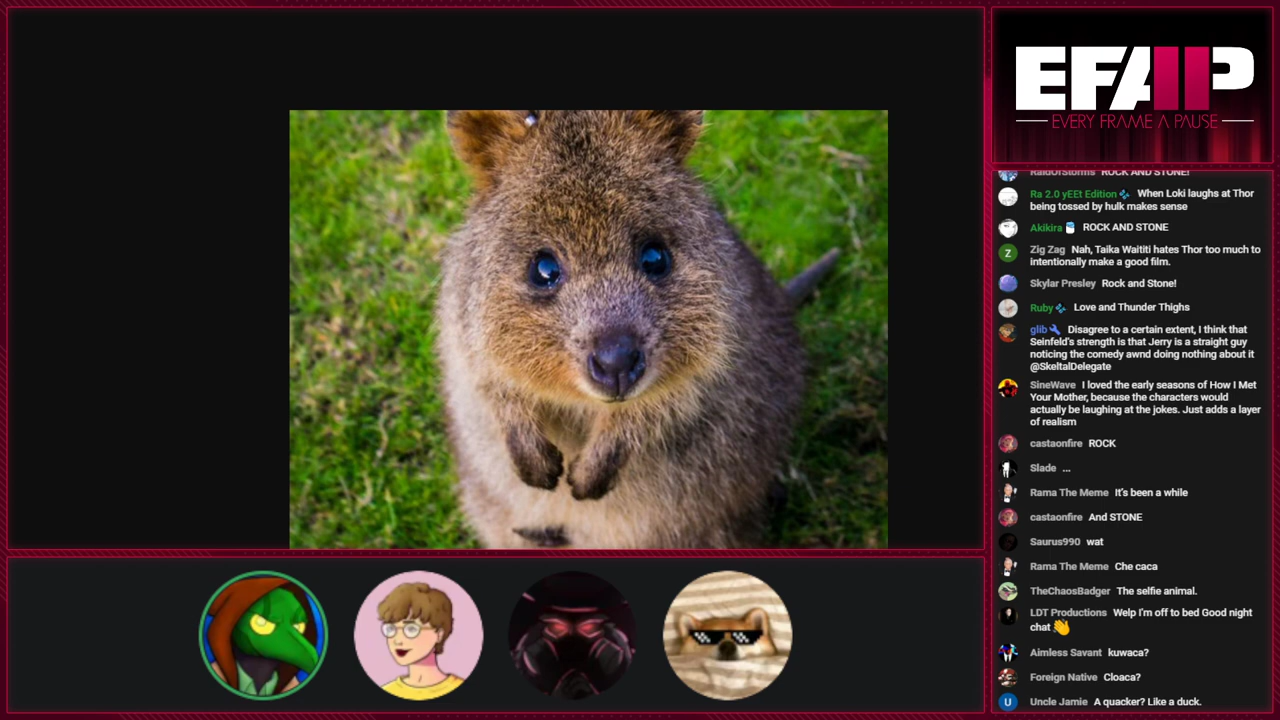 EFAP
EVERY FRAME A PAUSE
RaidOfStorms ROCK AND STONE!
Ra 2.0 yEEt Edition When Loki laughs at Thor
being tossed by hulk makes sense
Akikira ROCK AND STONE
Z
Zig Zag Nah, Taika Waititi hates Thor too much to
intentionally make a good film.
Skylar Presley Rock and Stone!
Ruby Love and Thunder Thighs
glib Disagree to a certain extent, I think that
Seinfeld's strength is that Jerry is a straight guy
noticing the comedy awnd doing nothing about it
@SkeltalDelegate
SineWave I loved the early seasons of How I Met
Your Mother, because the characters would
actually be laughing at the jokes. Just adds a layer
of realism
castaonfire ROCK
Slade ...
Rama The Meme It's been a while
castaonfire And STONE
Saurus990 wat
Rama The Meme Che caca
TheChaosBadger The selfie animal.
LDT Productions Welp I'm off to bed Good night
chat 👋
Aimless Savant kuwaca?
Foreign Native Cloaca?
U
Uncle Jamie A quacker? Like a duck.